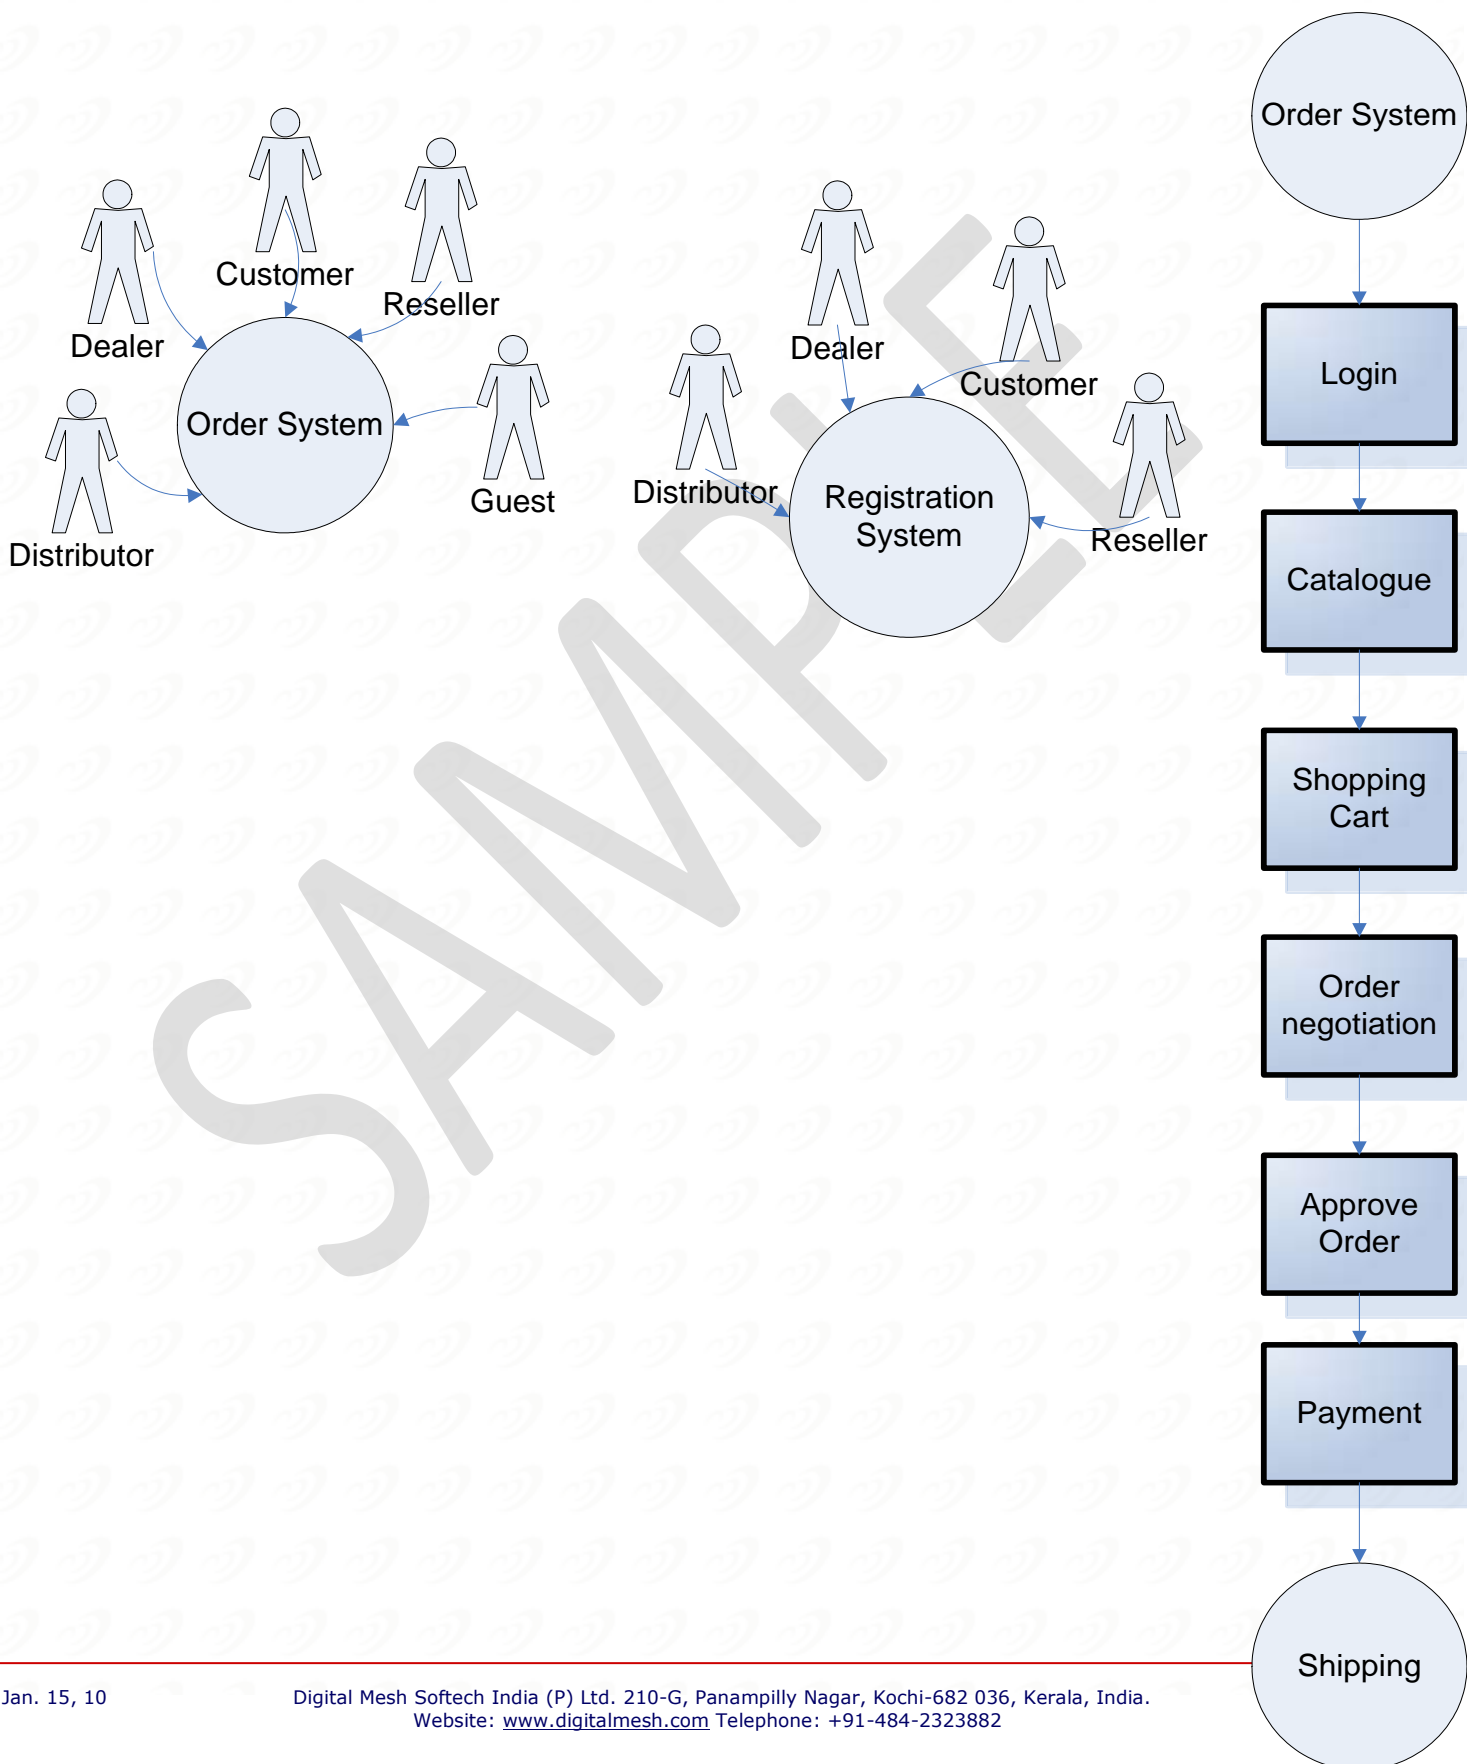 Customer
Reseller
Dealer
Order System
Guest
Distributor
Dealer
Customer
Distributor
Registration
System
Reseller
Order System
Login
Catalogue
Shopping
Cart
Order
negotiation
Approve
Order
Payment
Shipping
SAMPLE
Jan. 15, 10
Digital Mesh Softech India (P) Ltd. 210-G, Panampilly Nagar, Kochi-682 036, Kerala, India.
Website: www.digitalmesh.com Telephone: +91-484-2323882